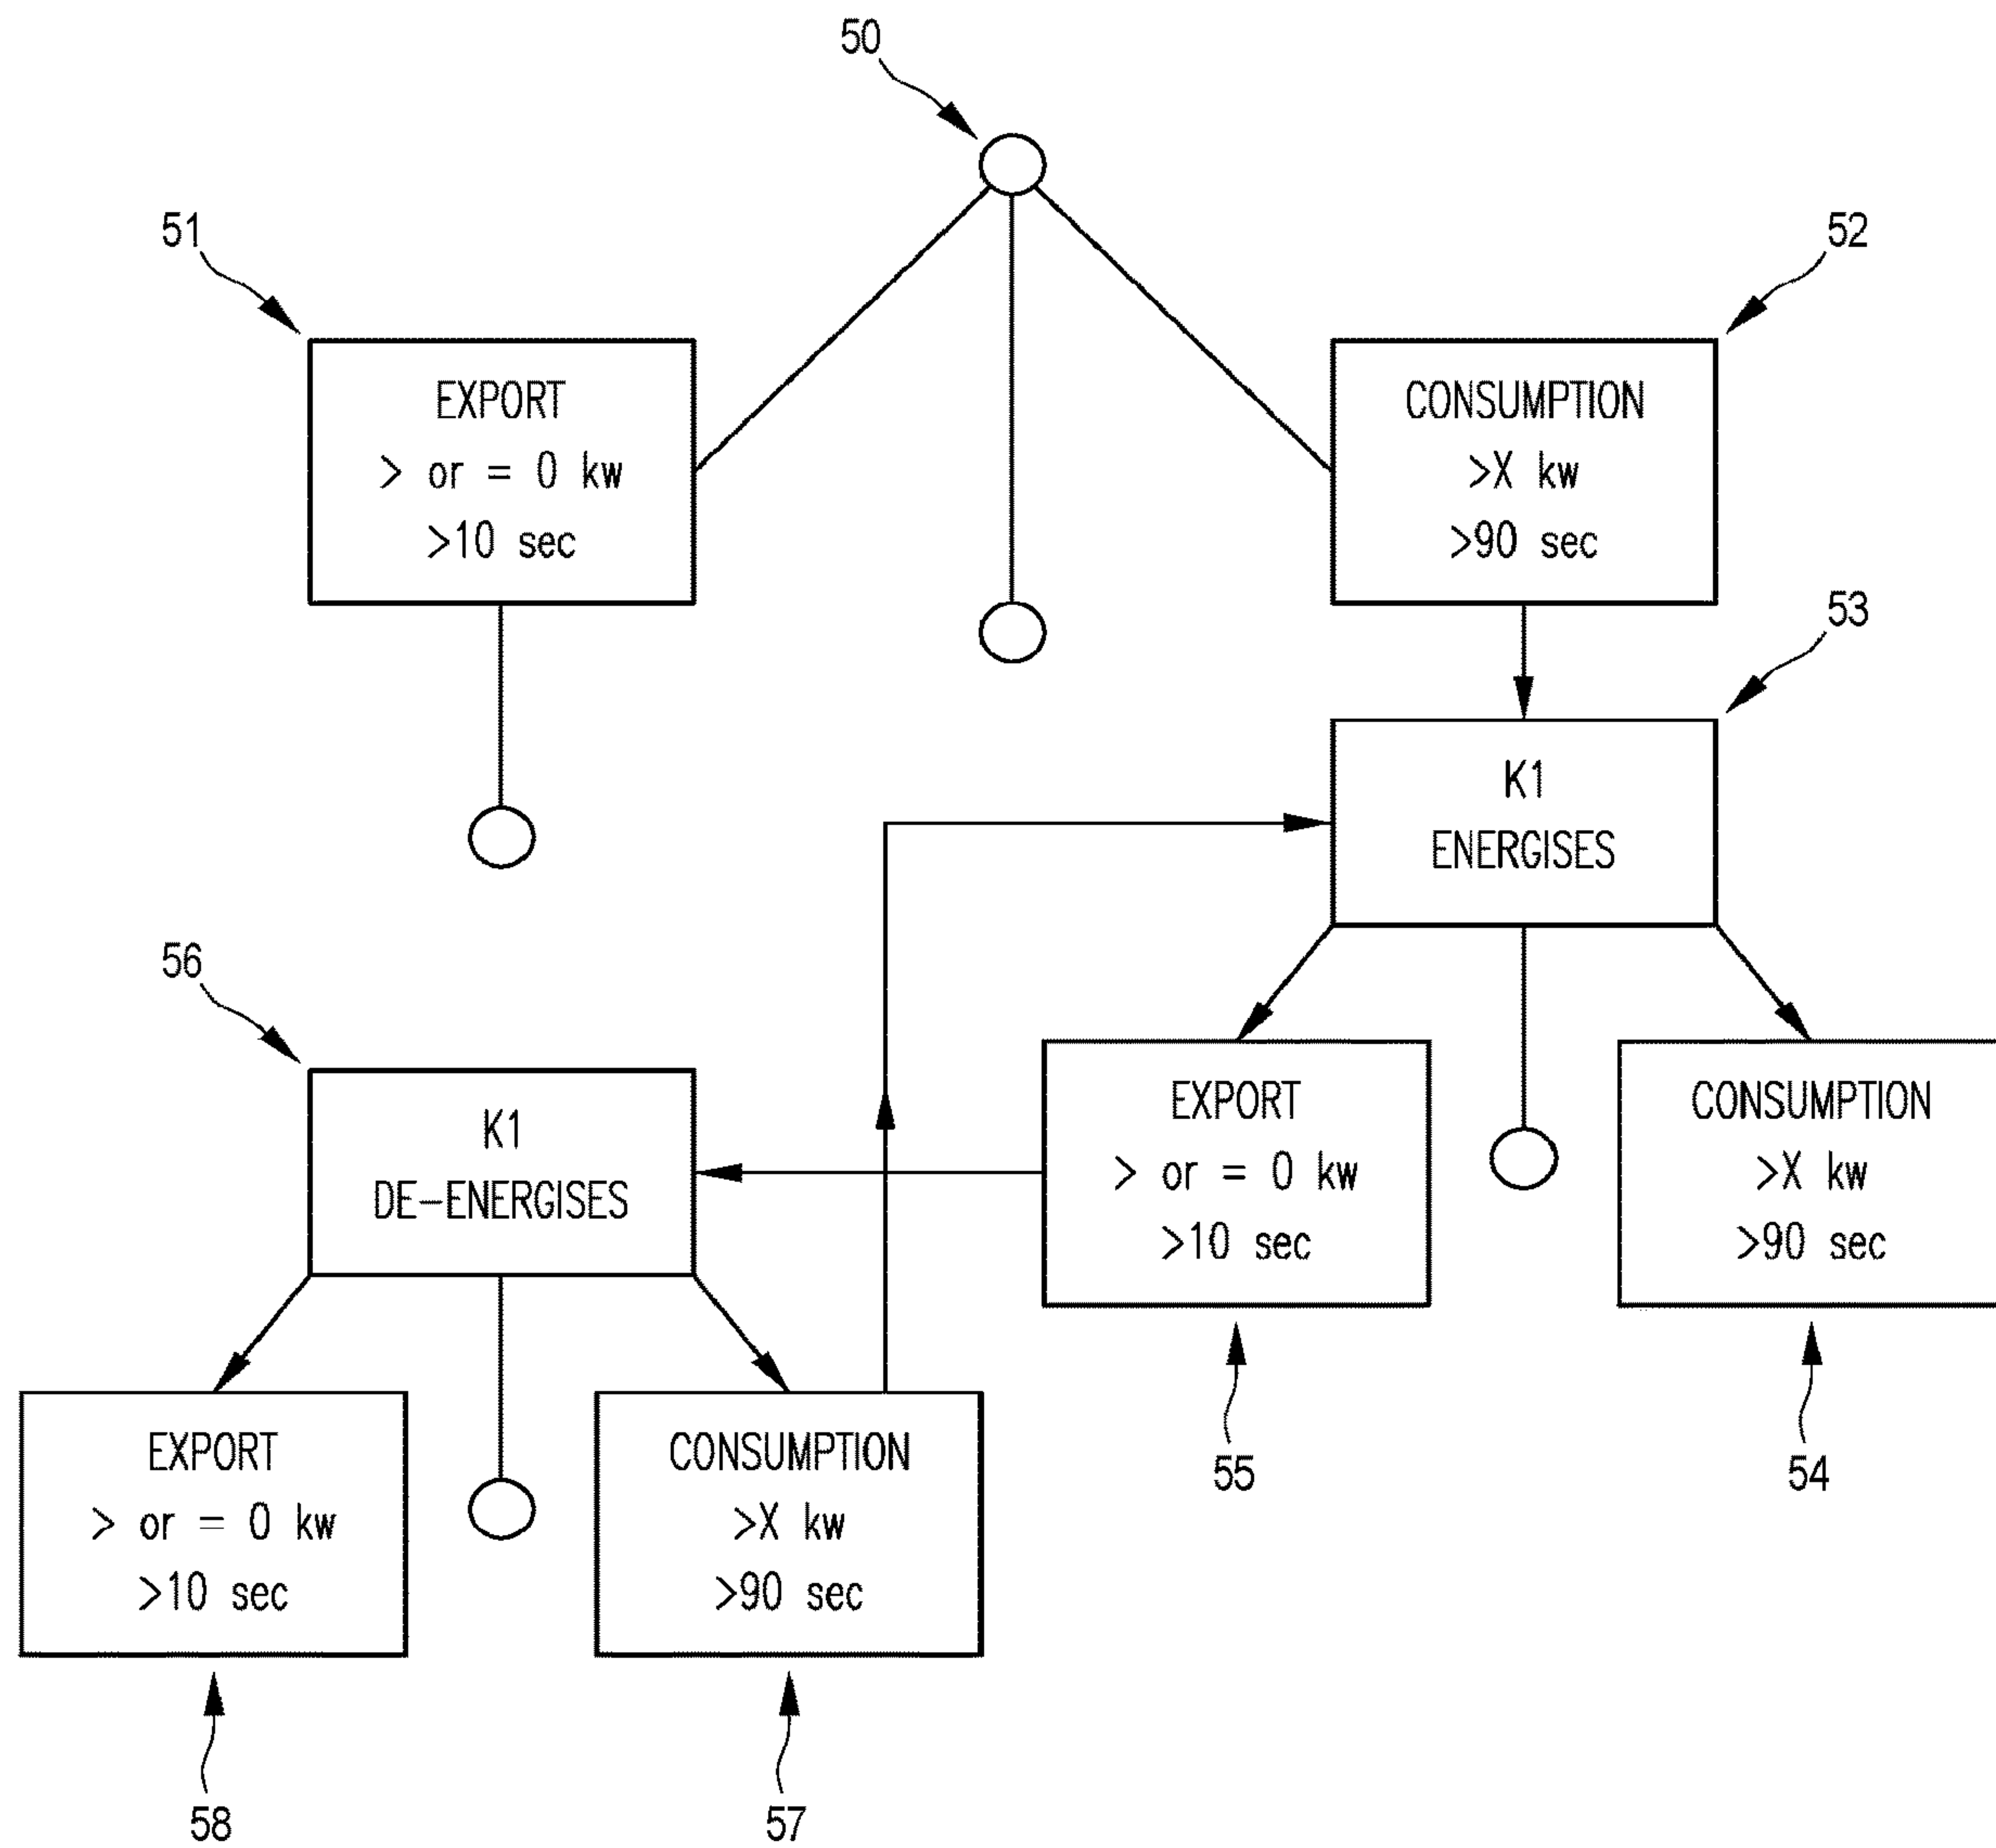 50
51
52
EXPORT
> or = 0 kw
>10 sec
CONSUMPTION
>X kw
>90 sec
53
K1
ENERGISES
56
K1
DE-ENERGISES
EXPORT
> or = 0 kw
>10 sec
CONSUMPTION
>X kw
>90 sec
55
54
EXPORT
> or = 0 kw
>10 sec
CONSUMPTION
>X kw
>90 sec
58
57